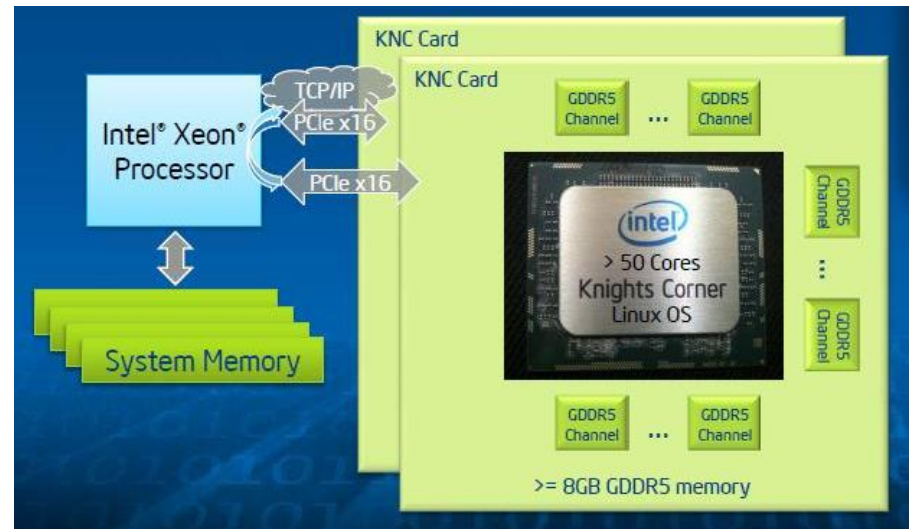 KNC Card
KNC Card
TCP/IP
PCIe x16
PCIe x16
Intel® Xeon®
Processor
System Memory
GDDR5
Channel
...
GDDR5
Channel
GDDR5
Channel
...
GDDR5
Channel
intel
> 50 Cores
Knights Corner
Linux OS
GDDR5
Channel
...
GDDR5
Channel
>= 8GB GDDR5 memory